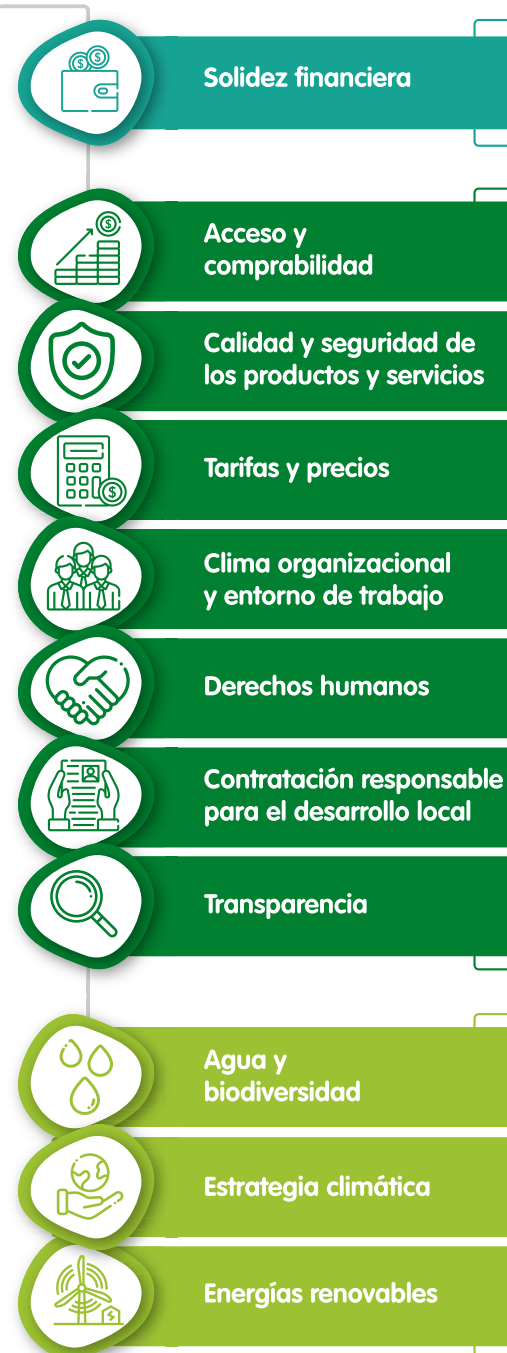 Solidez financiera
Acceso y
comprabilidad
Calidad y seguridad de
los productos y servicios
Tarifas y precios
Clima organizacional
y entorno de trabajo
Derechos humanos
Contratación responsable
para el desarrollo local
Transparencia
Agua y
biodiversidad
Estrategia climática
Energías renovables